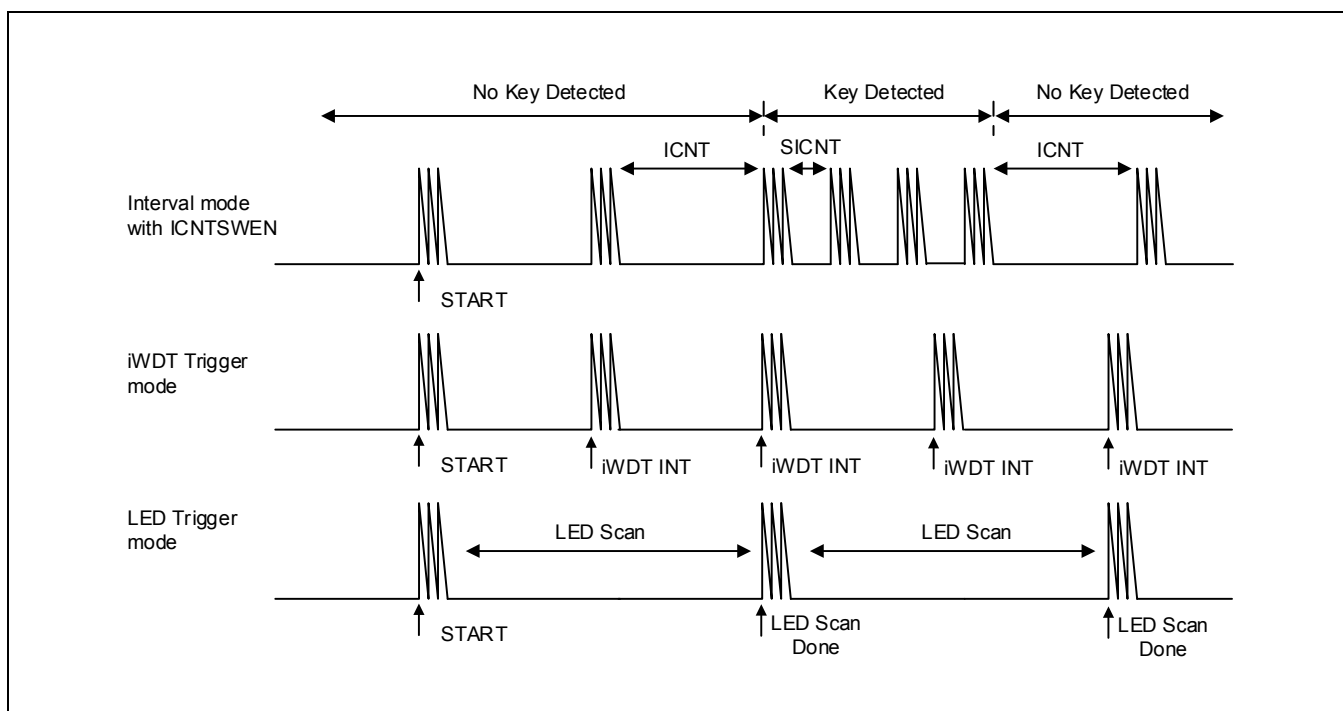 No Key Detected
Key Detected
No Key Detected
ICNT
SICNT
ICNT
Interval mode
with ICNTSWEN
START
iWDT Trigger
mode
START
iWDT INT
iWDT INT
iWDT INT
iWDT INT
LED Trigger
mode
LED Scan
LED Scan
START
LED Scan
Done
LED Scan
Done